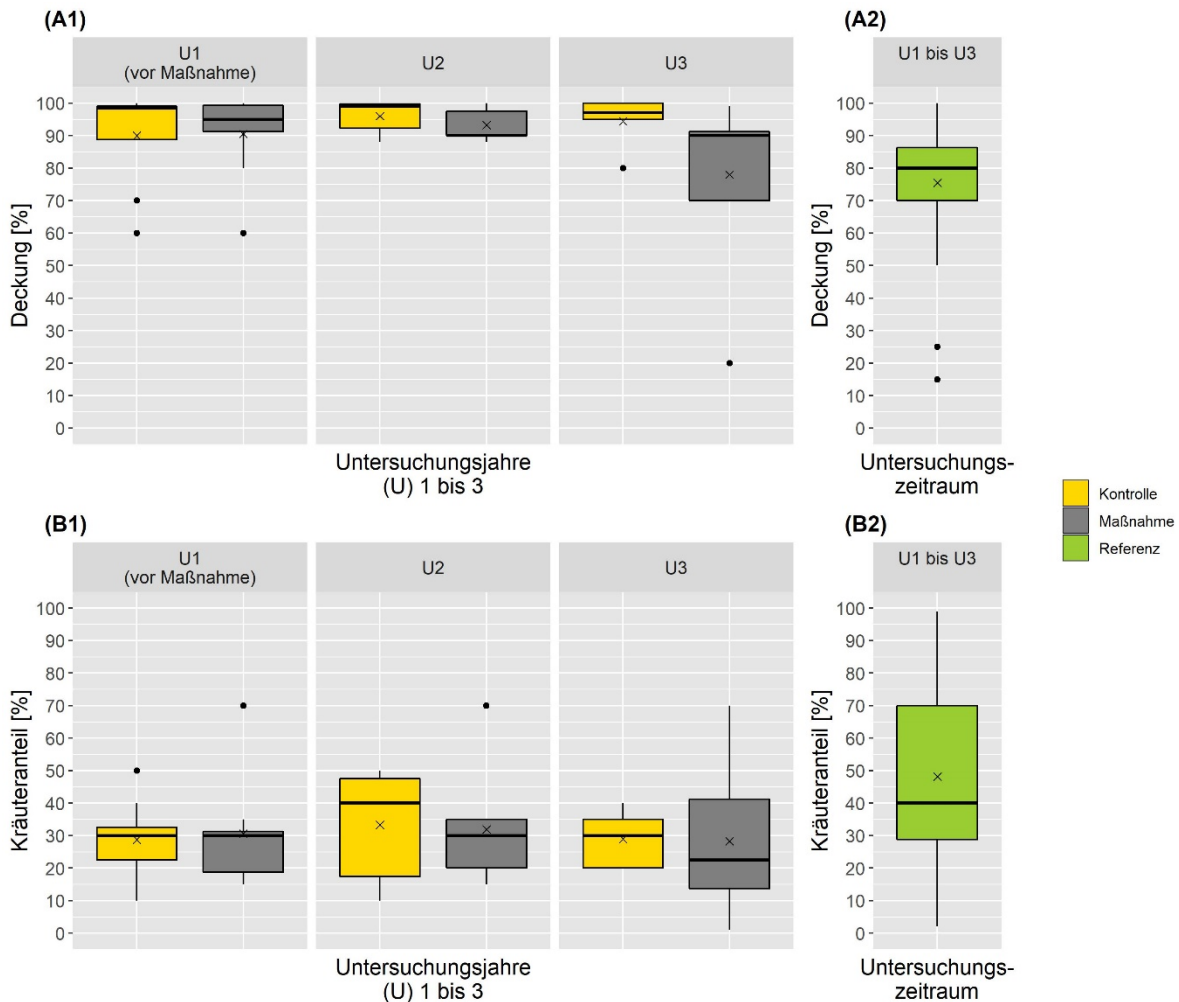 (A1)
U1
(vor Maßnahme)
U2
U3
Deckung [%]
100
90
80
70
60
50
40
30
20
10
0
Untersuchungsjahre
(U) 1 bis 3
(A2)
U1 bis U3
Deckung [%]
100
90
80
70
60
50
40
30
20
10
0
Untersuchungs-
zeitraum
(B1)
U1
(vor Maßnahme)
U2
U3
Kräuteranteil [%]
100
90
80
70
60
50
40
30
20
10
0
Untersuchungsjahre
(U) 1 bis 3
(B2)
U1 bis U3
Kräuteranteil [%]
100
90
80
70
60
50
40
30
20
10
0
Untersuchungs-
zeitraum
Kontrolle
Maßnahme
Referenz